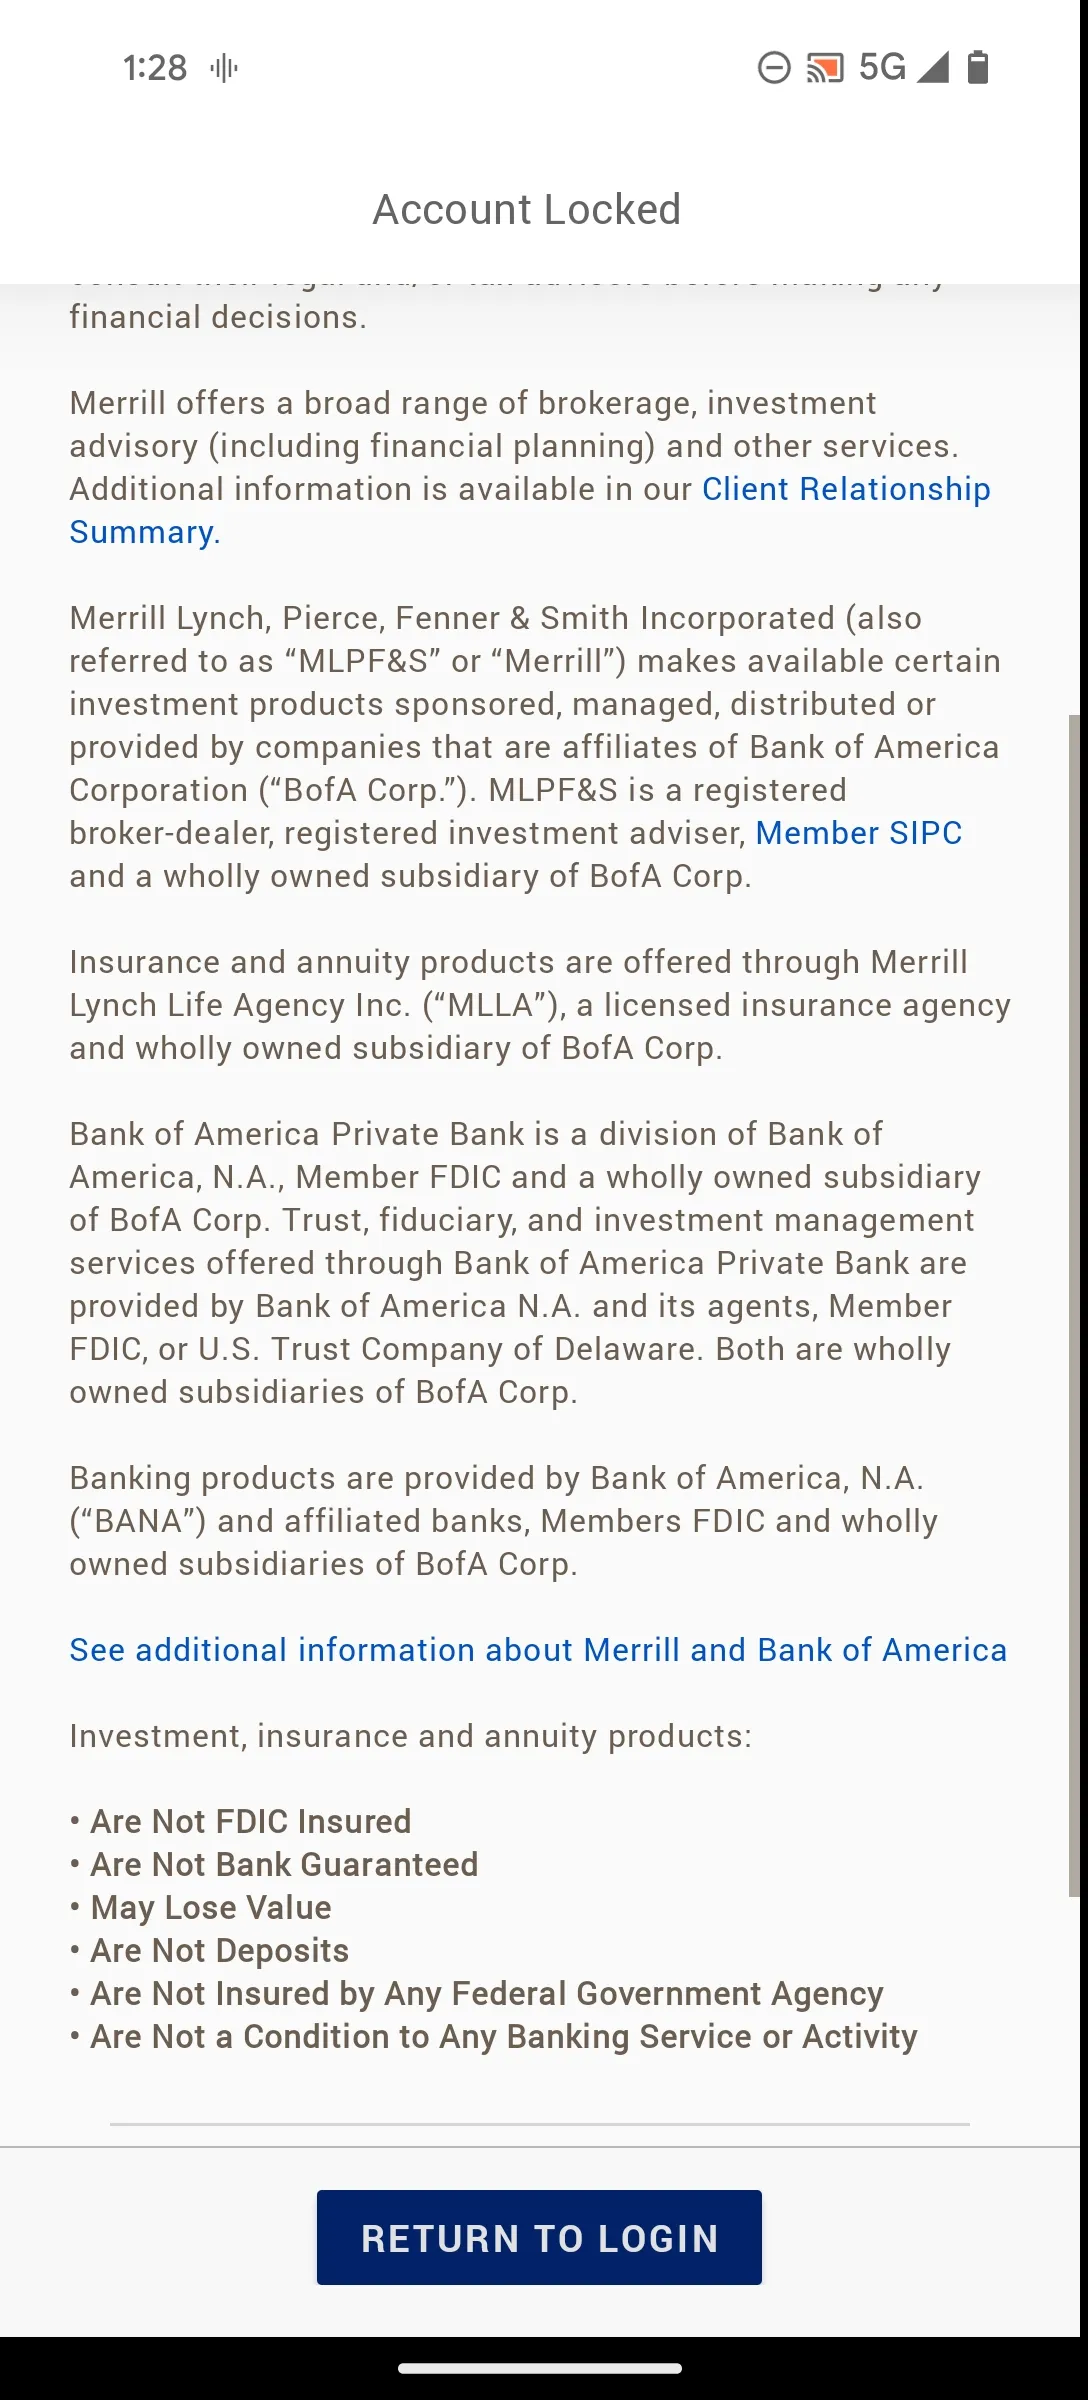 1:28
5G
Account Locked
financial decisions.
Merrill offers a broad range of brokerage, investment
advisory (including financial planning) and other services.
Additional information is available in our Client Relationship
Summary.
Merrill Lynch, Pierce, Fenner & Smith Incorporated (also
referred to as “MLPF&S” or “Merrill”) makes available certain
investment products sponsored, managed, distributed or
provided by companies that are affiliates of Bank of America
Corporation (“BofA Corp.”). MLPF&S is a registered
broker-dealer, registered investment adviser, Member SIPC
and a wholly owned subsidiary of BofA Corp.
Insurance and annuity products are offered through Merrill
Lynch Life Agency Inc. (“MLLA”), a licensed insurance agency
and wholly owned subsidiary of BofA Corp.
Bank of America Private Bank is a division of Bank of
America, N.A., Member FDIC and a wholly owned subsidiary
of BofA Corp. Trust, fiduciary, and investment management
services offered through Bank of America Private Bank are
provided by Bank of America N.A. and its agents, Member
FDIC, or U.S. Trust Company of Delaware. Both are wholly
owned subsidiaries of BofA Corp.
Banking products are provided by Bank of America, N.A.
(“BANA”) and affiliated banks, Members FDIC and wholly
owned subsidiaries of BofA Corp.
See additional information about Merrill and Bank of America
Investment, insurance and annuity products:
• Are Not FDIC Insured
• Are Not Bank Guaranteed
• May Lose Value
• Are Not Deposits
• Are Not Insured by Any Federal Government Agency
• Are Not a Condition to Any Banking Service or Activity
RETURN TO LOGIN